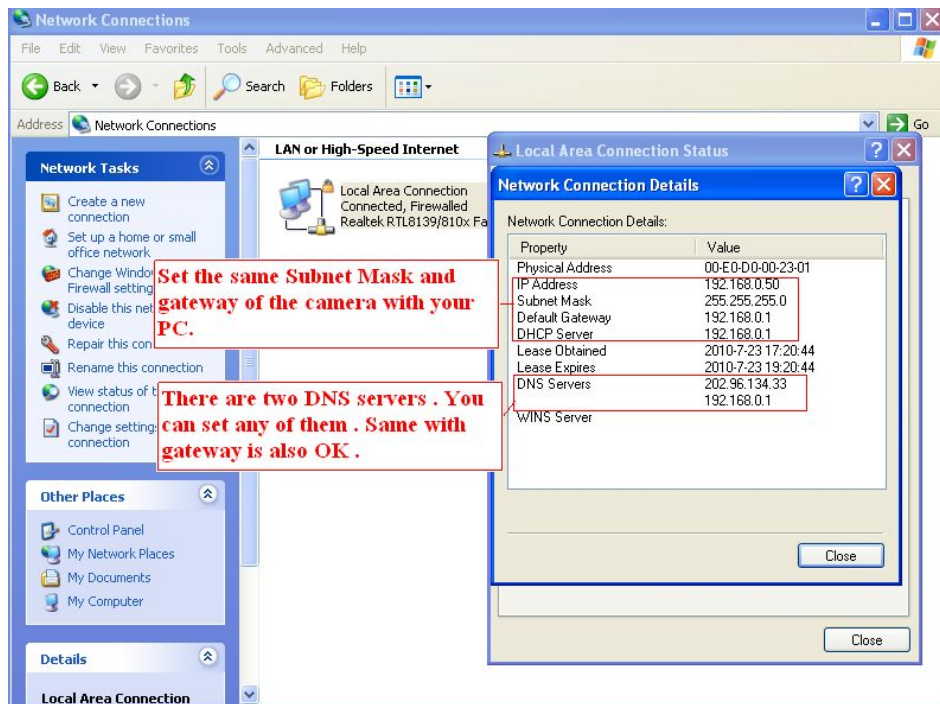 Network Connections
File Edit View Favorites Tools Advanced Help
Back Search Folders
Address Network Connections Go
Network Tasks
Create a new
connection
Set up a home or small
office network
Change Windo
Firewall setting
Disable this net
device
Repair this con
Rename this connection
View status of t
connection
Change setting
connection
Other Places
Control Panel
My Network Places
My Documents
My Computer
Details
Local Area Connection
LAN or High-Speed Internet
Local Area Connection
Connected, Firewalled
Realtek RTL8139/810x Fa
Set the same Subnet Mask and
gateway of the camera with your
PC.
There are two DNS servers . You
can set any of them . Same with
gateway is also OK .
Local Area Connection Status
Network Connection Details
Network Connection Details:
Property Value
Physical Address 00-E0-D0-00-23-01
IP Address 192.168.0.50
Subnet Mask 255.255.255.0
Default Gateway 192.168.0.1
DHCP Server 192.168.0.1
Lease Obtained 2010-7-23 17:20:44
Lease Expires 2010-7-23 19:20:44
DNS Servers 202.96.134.33
192.168.0.1
WINS Server
Close
Close